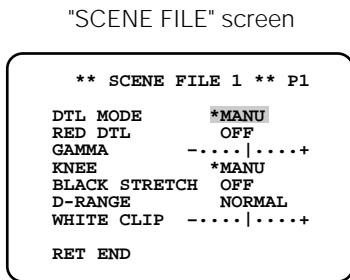 "SCENE FILE" screen
** SCENE FILE 1 ** P1
DTL MODE *MANU
RED DTL OFF
GAMMA -....|....+
KNEE *MANU
BLACK STRETCH OFF
D-RANGE NORMAL
WHITE CLIP -....|....+
RET END